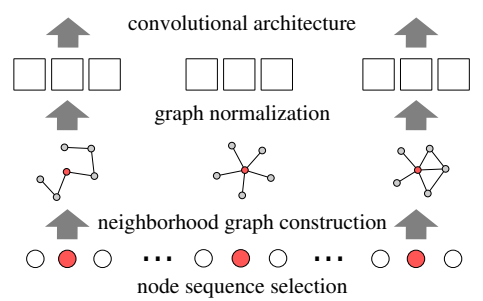 convolutional architecture
graph normalization
neighborhood graph construction
... ...
node sequence selection